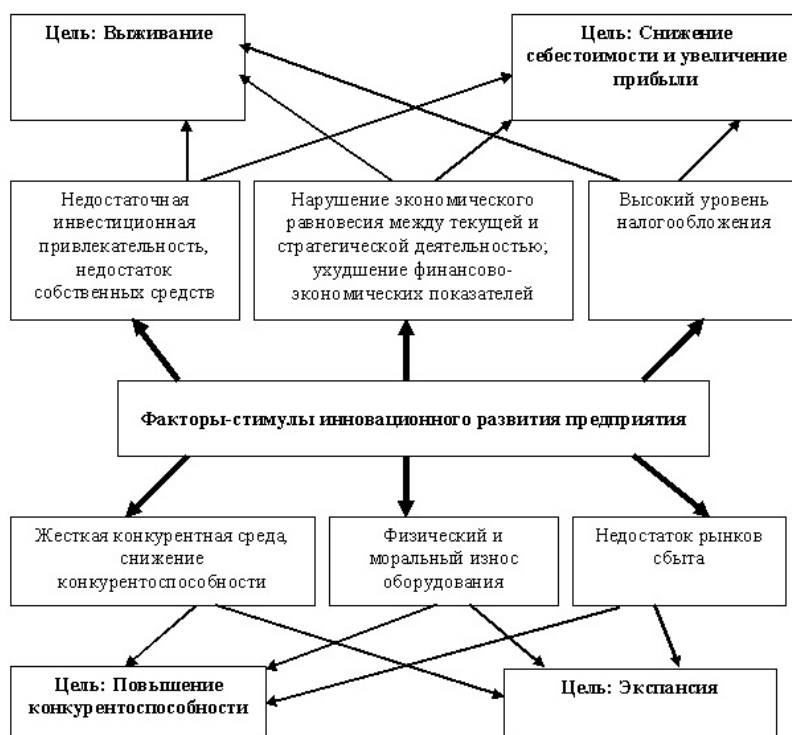 Цель: Выживание
Цель: Снижение
себестоимости и увеличение
прибыли
Недостаточная
инвестиционная
привлекательность,
недостаток
собственных средств
Нарушение экономического
равновесия между текущей и
стратегической деятельностью;
ухудшение финансово-
экономических показателей
Высокий уровень
налогообложения
Факторы-стимулы инновационного развития предприятия
Жесткая конкурентная среда,
снижение
конкурентоспособности
Физический и
моральный износ
оборудования
Недостаток рынков
сбыта
Цель: Повышение
конкурентоспособности
Цель: Экспансия